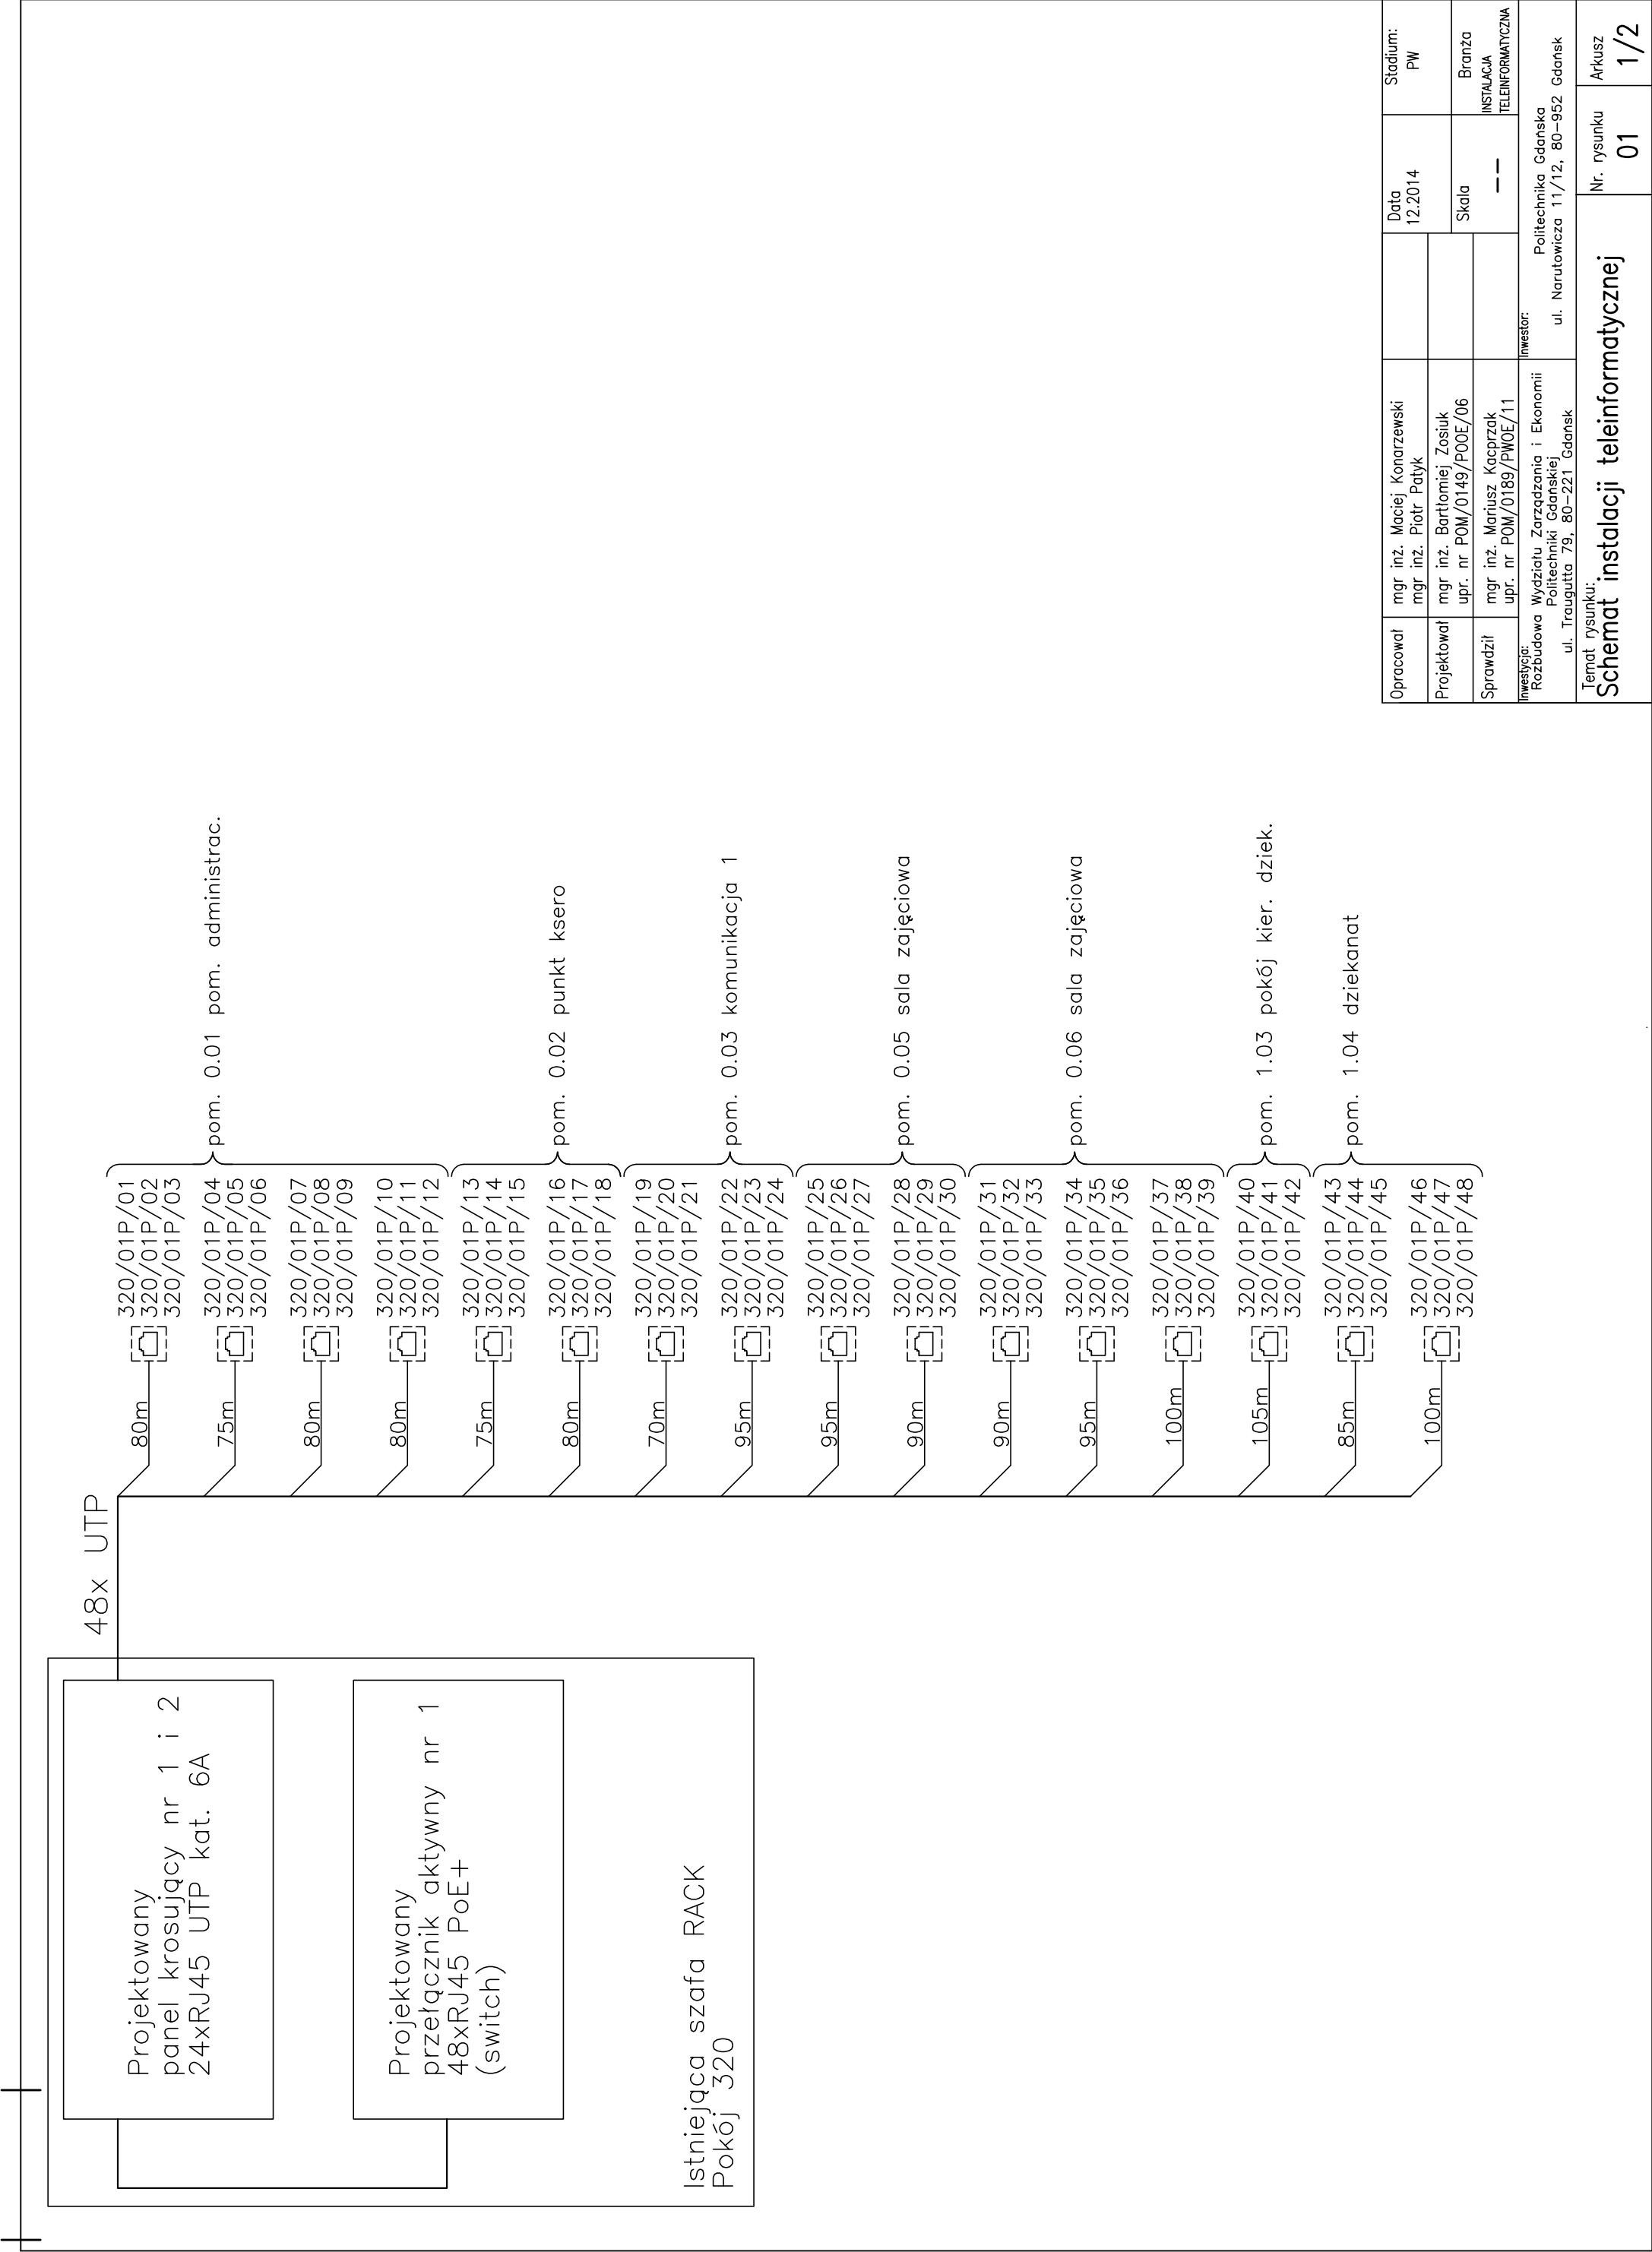 Projektowany
panel krosujący nr 1 i 2
24xRJ45 UTP kat. 6A
Projektowany
przełącznik aktywny nr 1
48xRJ45 PoE+
(switch)
Istniejąca szafa RACK
Pokój 320
48x UTP
80m
320/01P/01
320/01P/02
320/01P/03
75m
320/01P/04
320/01P/05
320/01P/06
80m
320/01P/07
320/01P/08
320/01P/09
80m
320/01P/10
320/01P/11
320/01P/12
pom. 0.01 pom. administrac.
75m
320/01P/13
320/01P/14
320/01P/15
80m
320/01P/16
320/01P/17
320/01P/18
pom. 0.02 punkt ksero
70m
320/01P/19
320/01P/20
320/01P/21
95m
320/01P/22
320/01P/23
320/01P/24
pom. 0.03 komunikacja 1
95m
320/01P/25
320/01P/26
320/01P/27
90m
320/01P/28
320/01P/29
320/01P/30
pom. 0.05 sala zajęciowa
90m
320/01P/31
320/01P/32
320/01P/33
95m
320/01P/34
320/01P/35
320/01P/36
100m
320/01P/37
320/01P/38
320/01P/39
pom. 0.06 sala zajęciowa
105m
320/01P/40
320/01P/41
320/01P/42
pom. 1.03 pokój kier. dziek.
85m
320/01P/43
320/01P/44
320/01P/45
100m
320/01P/46
320/01P/47
320/01P/48
pom. 1.04 dziekanat
Opracował
mgr inż. Maciej Konarzewski
mgr inż. Piotr Patyk
Data
12.2014
Stadium:
PW
Projektował
mgr inż. Bartłomiej Zosiuk
upr. nr POM/0149/POOE/06
Sprawdził
mgr inż. Mariusz Kacprzak
upr. nr POM/0189/PWOE/11
Skala
--
Branża
INSTALACJA
TELEINFORMATYCZNA
Inwestycja:
Rozbudowa Wydziału Zarządzania i Ekonomii
Politechniki Gdańskiej
ul. Traugutta 79, 80-221 Gdańsk
Inwestor:
Politechnika Gdańska
ul. Narutowicza 11/12, 80-952 Gdańsk
Temat rysunku:
Schemat instalacji teleinformatycznej
Nr. rysunku
01
Arkusz
1/2